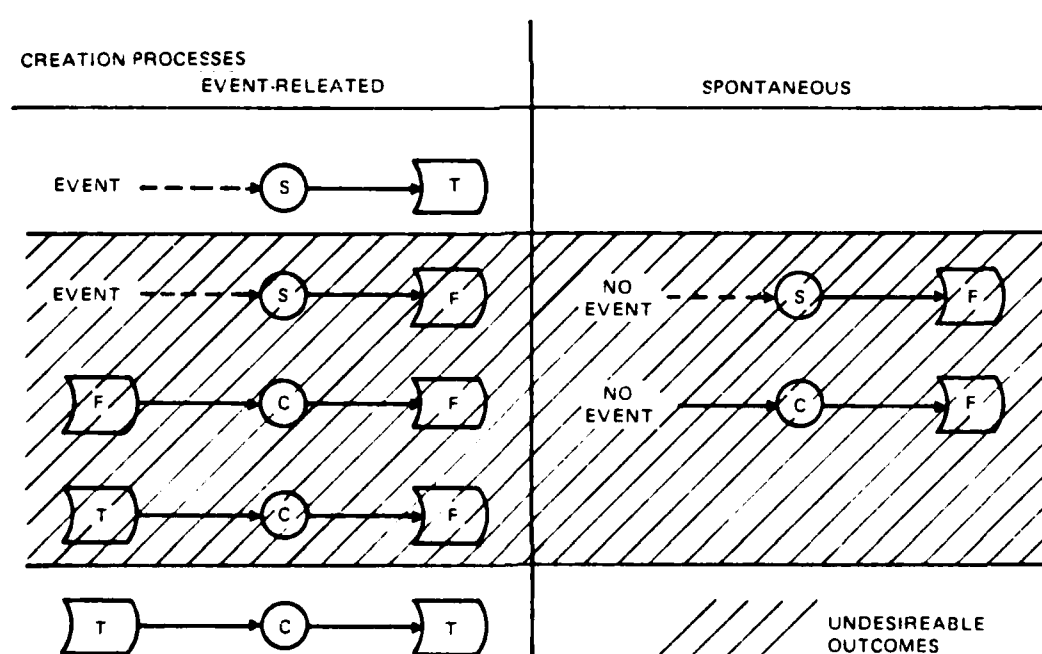 CREATION PROCESSES
EVENT-RELEATED
SPONTANEOUS
EVENT S T
EVENT S F
NO
EVENT
S F
F C F
NO
EVENT
C F
T C F
T C T
UNDESIREABLE
OUTCOMES